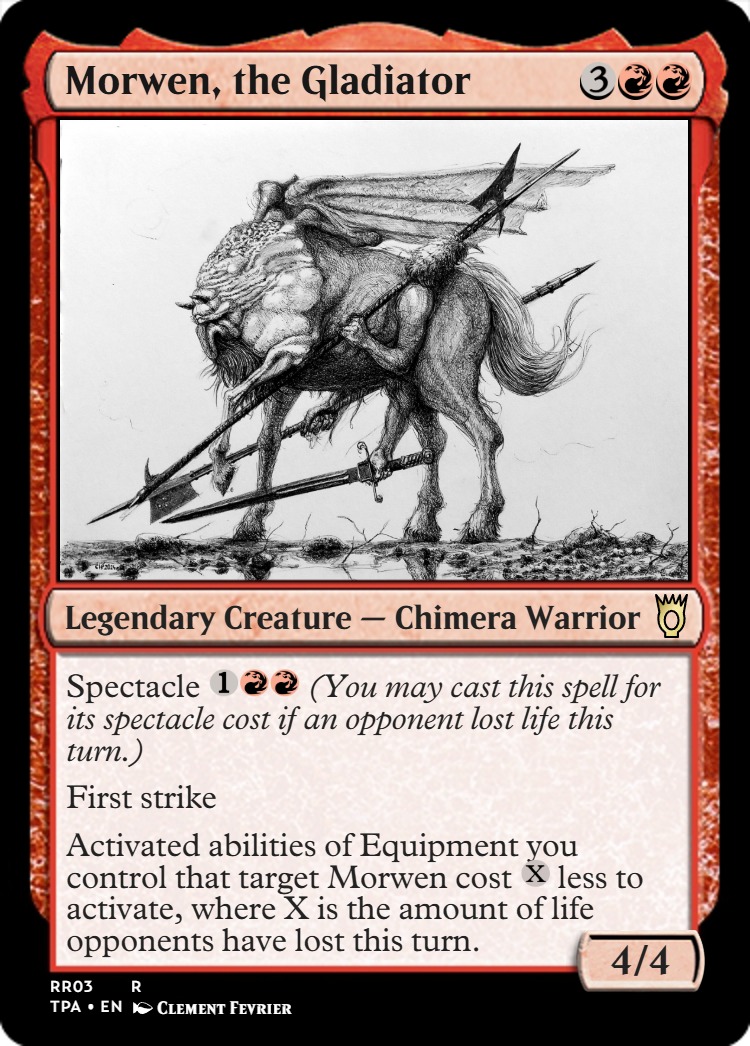 Morwen, the Gladiator 3
Legendary Creature — Chimera Warrior
Spectacle 1 (You may cast this spell for
its spectacle cost if an opponent lost life this
turn.)
First strike
Activated abilities of Equipment you
control that target Morwen cost X less to
activate, where X is the amount of life
opponents have lost this turn.
4/4
RR03 R
TPA • EN CLEMENT FEVRIER